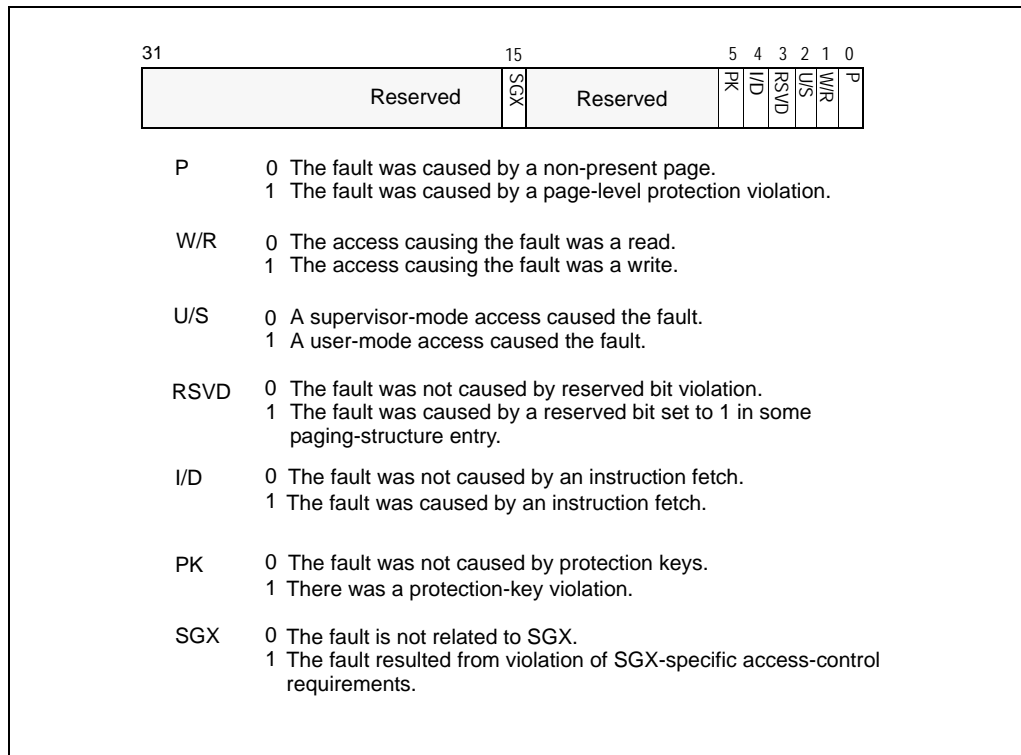 31 15 5 4 3 2 1 0
Reserved SGX Reserved PK I/D RSVD U/S W/R P
P 0 The fault was caused by a non-present page.
1 The fault was caused by a page-level protection violation.
W/R 0 The access causing the fault was a read.
1 The access causing the fault was a write.
U/S 0 A supervisor-mode access caused the fault.
1 A user-mode access caused the fault.
RSVD 0 The fault was not caused by reserved bit violation.
1 The fault was caused by a reserved bit set to 1 in some
paging-structure entry.
I/D 0 The fault was not caused by an instruction fetch.
1 The fault was caused by an instruction fetch.
PK 0 The fault was not caused by protection keys.
1 There was a protection-key violation.
SGX 0 The fault is not related to SGX.
1 The fault resulted from violation of SGX-specific access-control
requirements.